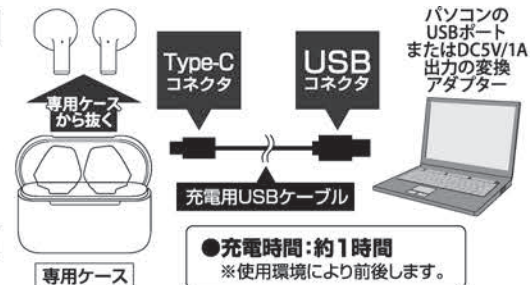 専用ケース
から抜く
専用ケース
Type-C
コネクタ
USB
コネクタ
充電用USBケーブル
パソコンの
USBポート
またはDC5V/1A
出力の変換
アダプター
●充電時間:約1時間
※使用環境により前後します。